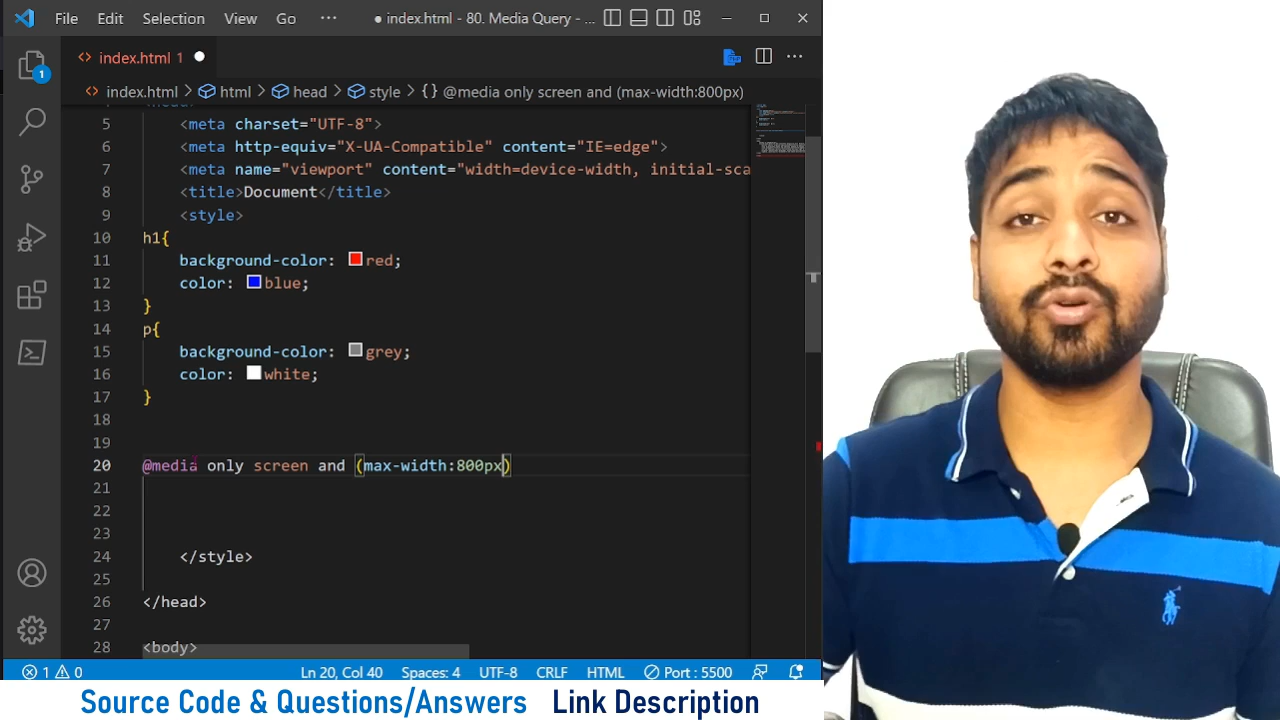 File Edit Selection View Go ··· ● index.html - 80. Media Query - ...
1
<> index.html 1 ●
<> index.html > html > head > style > {} @media only screen and (max-width:800px)
5 <meta charset="UTF-8">
6 <meta http-equiv="X-UA-Compatible" content="IE=edge">
7 <meta name="viewport" content="width=device-width, initial-sca
8 <title>Document</title>
9 <style>
10 h1{
11 background-color: red;
12 color: blue;
13 }
14 p{
15 background-color: grey;
16 color: white;
17 }
18
19
20 @media only screen and (max-width:800px)
21
22
23
24 </style>
25
26 </head>
27
28 <body>
1 0 Ln 20, Col 40 Spaces: 4 UTF-8 CRLF HTML Port : 5500
Source Code & Questions/Answers Link Description